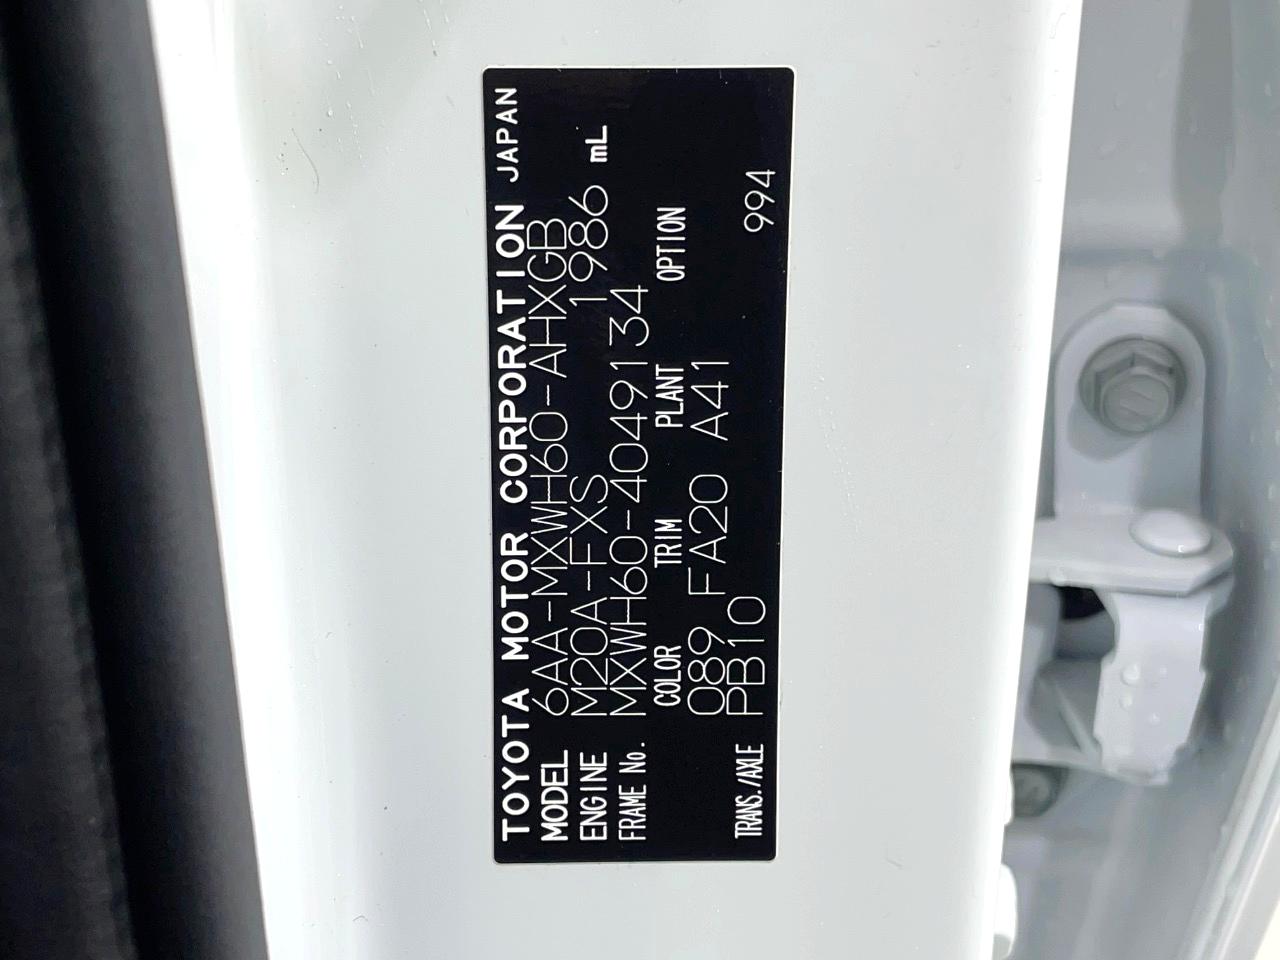 TOYOTA MOTOR CORPORATION JAPAN
MODEL 6AA-MXWH60-AHXGB
ENGINE M20A-FXS 1986 mL
FRAME No. MXWH60-4049134
COLOR TRIM PLANT OPTION
089 FA20 A41
TRANS./AXLE PB10 994